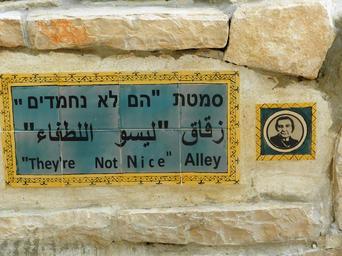 סמטת "הם לא נחמדים"
زقاق "ليسو اللطفاء"
"They're Not Nice" Alley